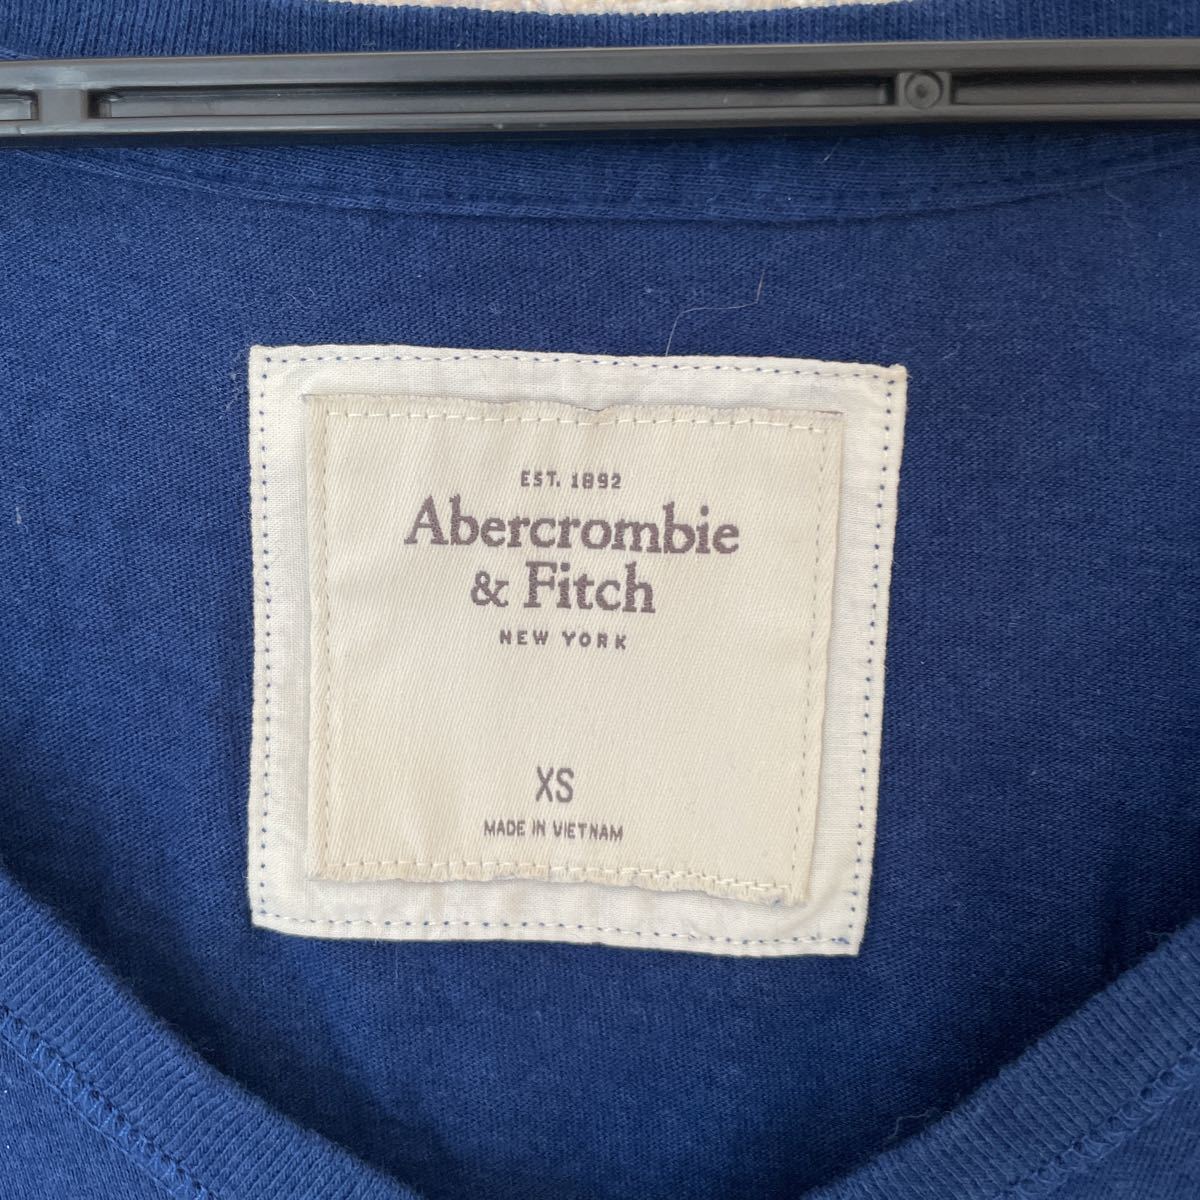 EST. 1892
Abercrombie
& Fitch
NEW YORK
XS
MADE IN VIETNAM